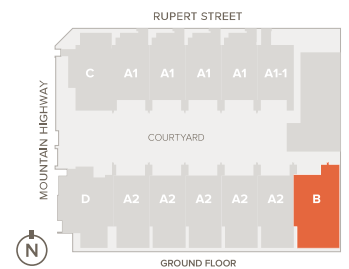 RUPERT STREET
C A1 A1 A1 A1 A1-1
MOUNTAIN HIGHWAY
COURTYARD
D A2 A2 A2 A2 A2 B
N
GROUND FLOOR